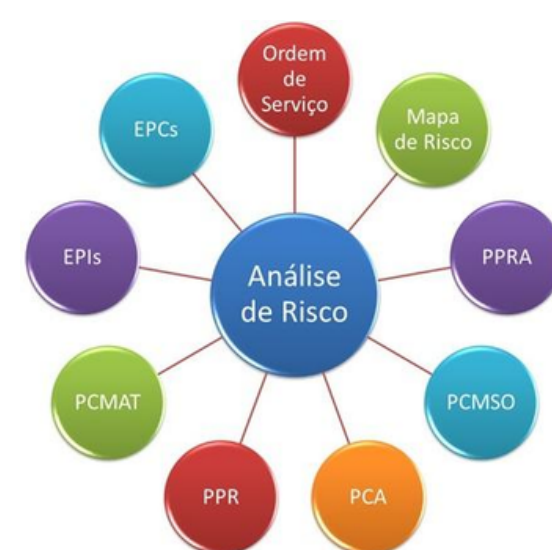 Ordem
de
Serviço
Mapa
de Risco
PPRA
PCMSO
PCA
PPR
PCMAT
EPIs
EPCs
Análise
de Risco